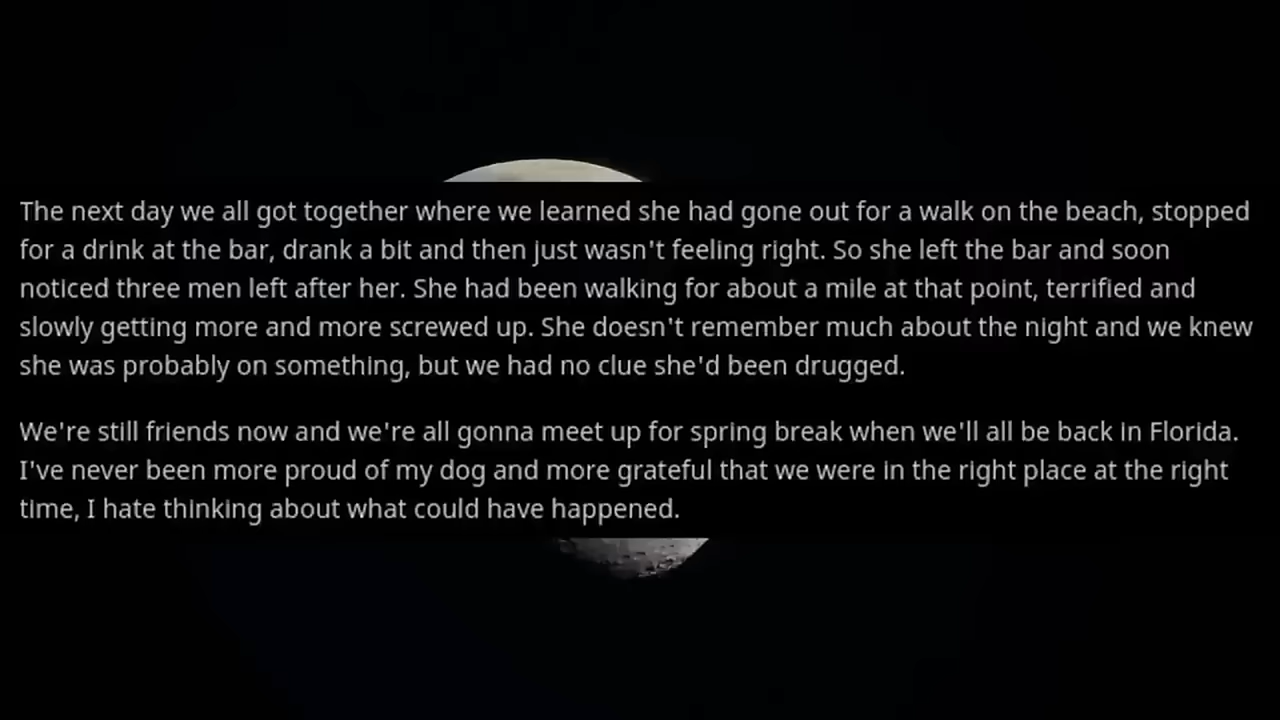 The next day we all got together where we learned she had gone out for a walk on the beach, stopped
for a drink at the bar, drank a bit and then just wasn't feeling right. So she left the bar and soon
noticed three men left after her. She had been walking for about a mile at that point, terrified and
slowly getting more and more screwed up. She doesn't remember much about the night and we knew
she was probably on something, but we had no clue she'd been drugged.
We're still friends now and we're all gonna meet up for spring break when we'll all be back in Florida.
I've never been more proud of my dog and more grateful that we were in the right place at the right
time, I hate thinking about what could have happened.